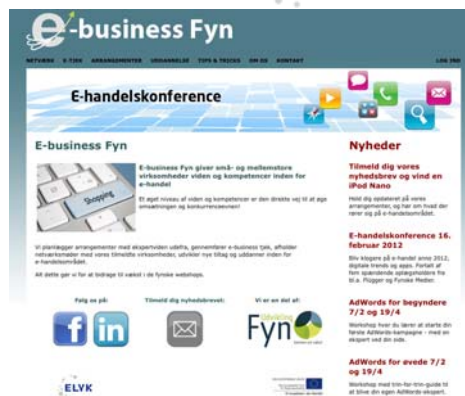 e-business Fyn
NETVÆRK E-TJEK ARRANGEMENTER UDDANNELSE TIPS & TRICKS OM OS KONTAKT LOG IND
E-handelskonference
E-business Fyn
E-business Fyn giver små- og mellemstore
virksomheder viden og kompetencer inden for
e-handel
Et øget niveau af viden og kompetencer er den direkte vej til at øge
omsætningen og konkurrenceevnen!
Shopping
Vi planlægger arrangementer med ekspertviden udefra, gennemfører e-business tjek, afholder
netværksmøder med vores tilmeldte virksomheder, udvikler nye tiltag og uddanner inden for
e-handelsområdet.
Alt dette gør vi for at bidrage til vækst i de fynske webshops.
Følg os på:
Tilmeld dig nyhedsbrevet:
Vi er en del af:
f
in
Udvikling
Fyn
ELYK
Nyheder
Tilmeld dig vores
nyhedsbrev og vind en
iPod Nano
Hold dig opdateret på vores
arrangementer, og hør om hvad der
rører sig på e-handelsområdet.
E-handelskonference 16.
februar 2012
Bliv klogere på e-handel anno 2012,
digitale trends og apps. Fortalt af
fem spændende oplægsholdere fra
bl.a. Flügger og Fynske Medier.
AdWords for begyndere
7/2 og 19/4
Workshop hvor du lærer at starte din
første AdWords-kampagne - med en
ekspert ved din side.
AdWords for øvede 7/2
og 19/4
Workshop med trin-for-trin-guide til
at blive din egen AdWords-ekspert.